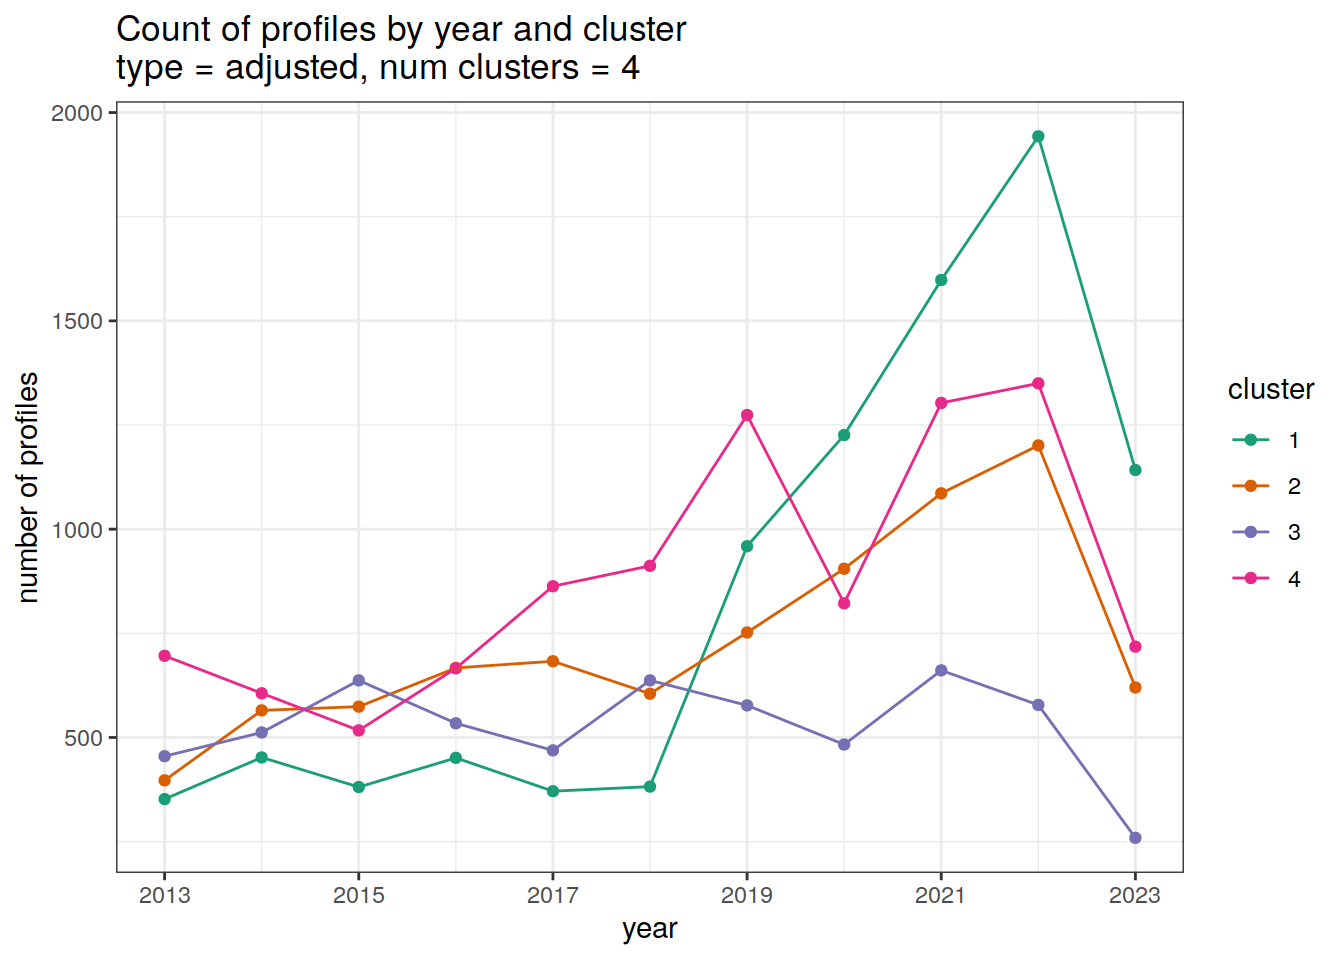 Count of profiles by year and cluster
type = adjusted, num clusters = 4
2000
1500
1000
500
number of profiles
2013 2015 2017 2019 2021 2023
year
cluster
1
2
3
4